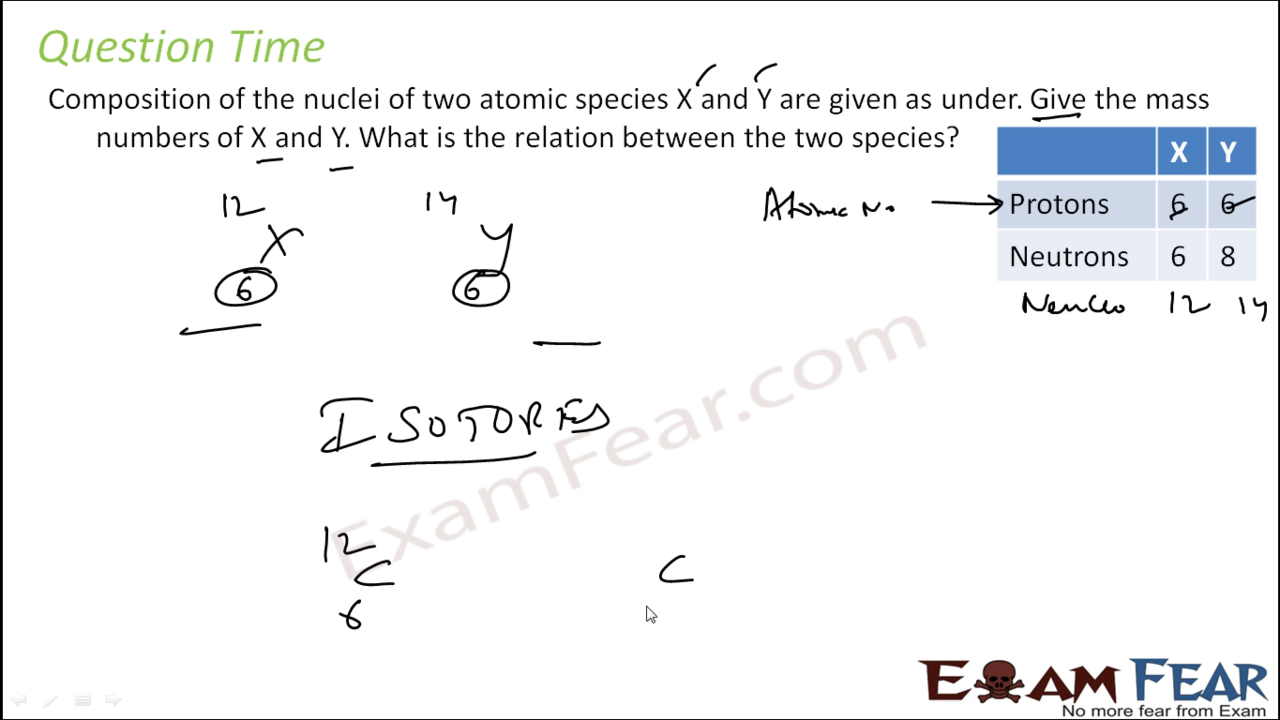 Question Time
Composition of the nuclei of two atomic species X and Y are given as under. Give the mass
numbers of X and Y. What is the relation between the two species?
X Y
12 14 Atomic No. Protons 6 6
X Y
6 6 Neutrons 6 8
12 14
ISOTOPES
ExamFear.com
12
C C
6
EXAM FEAR
No more fear from Exam